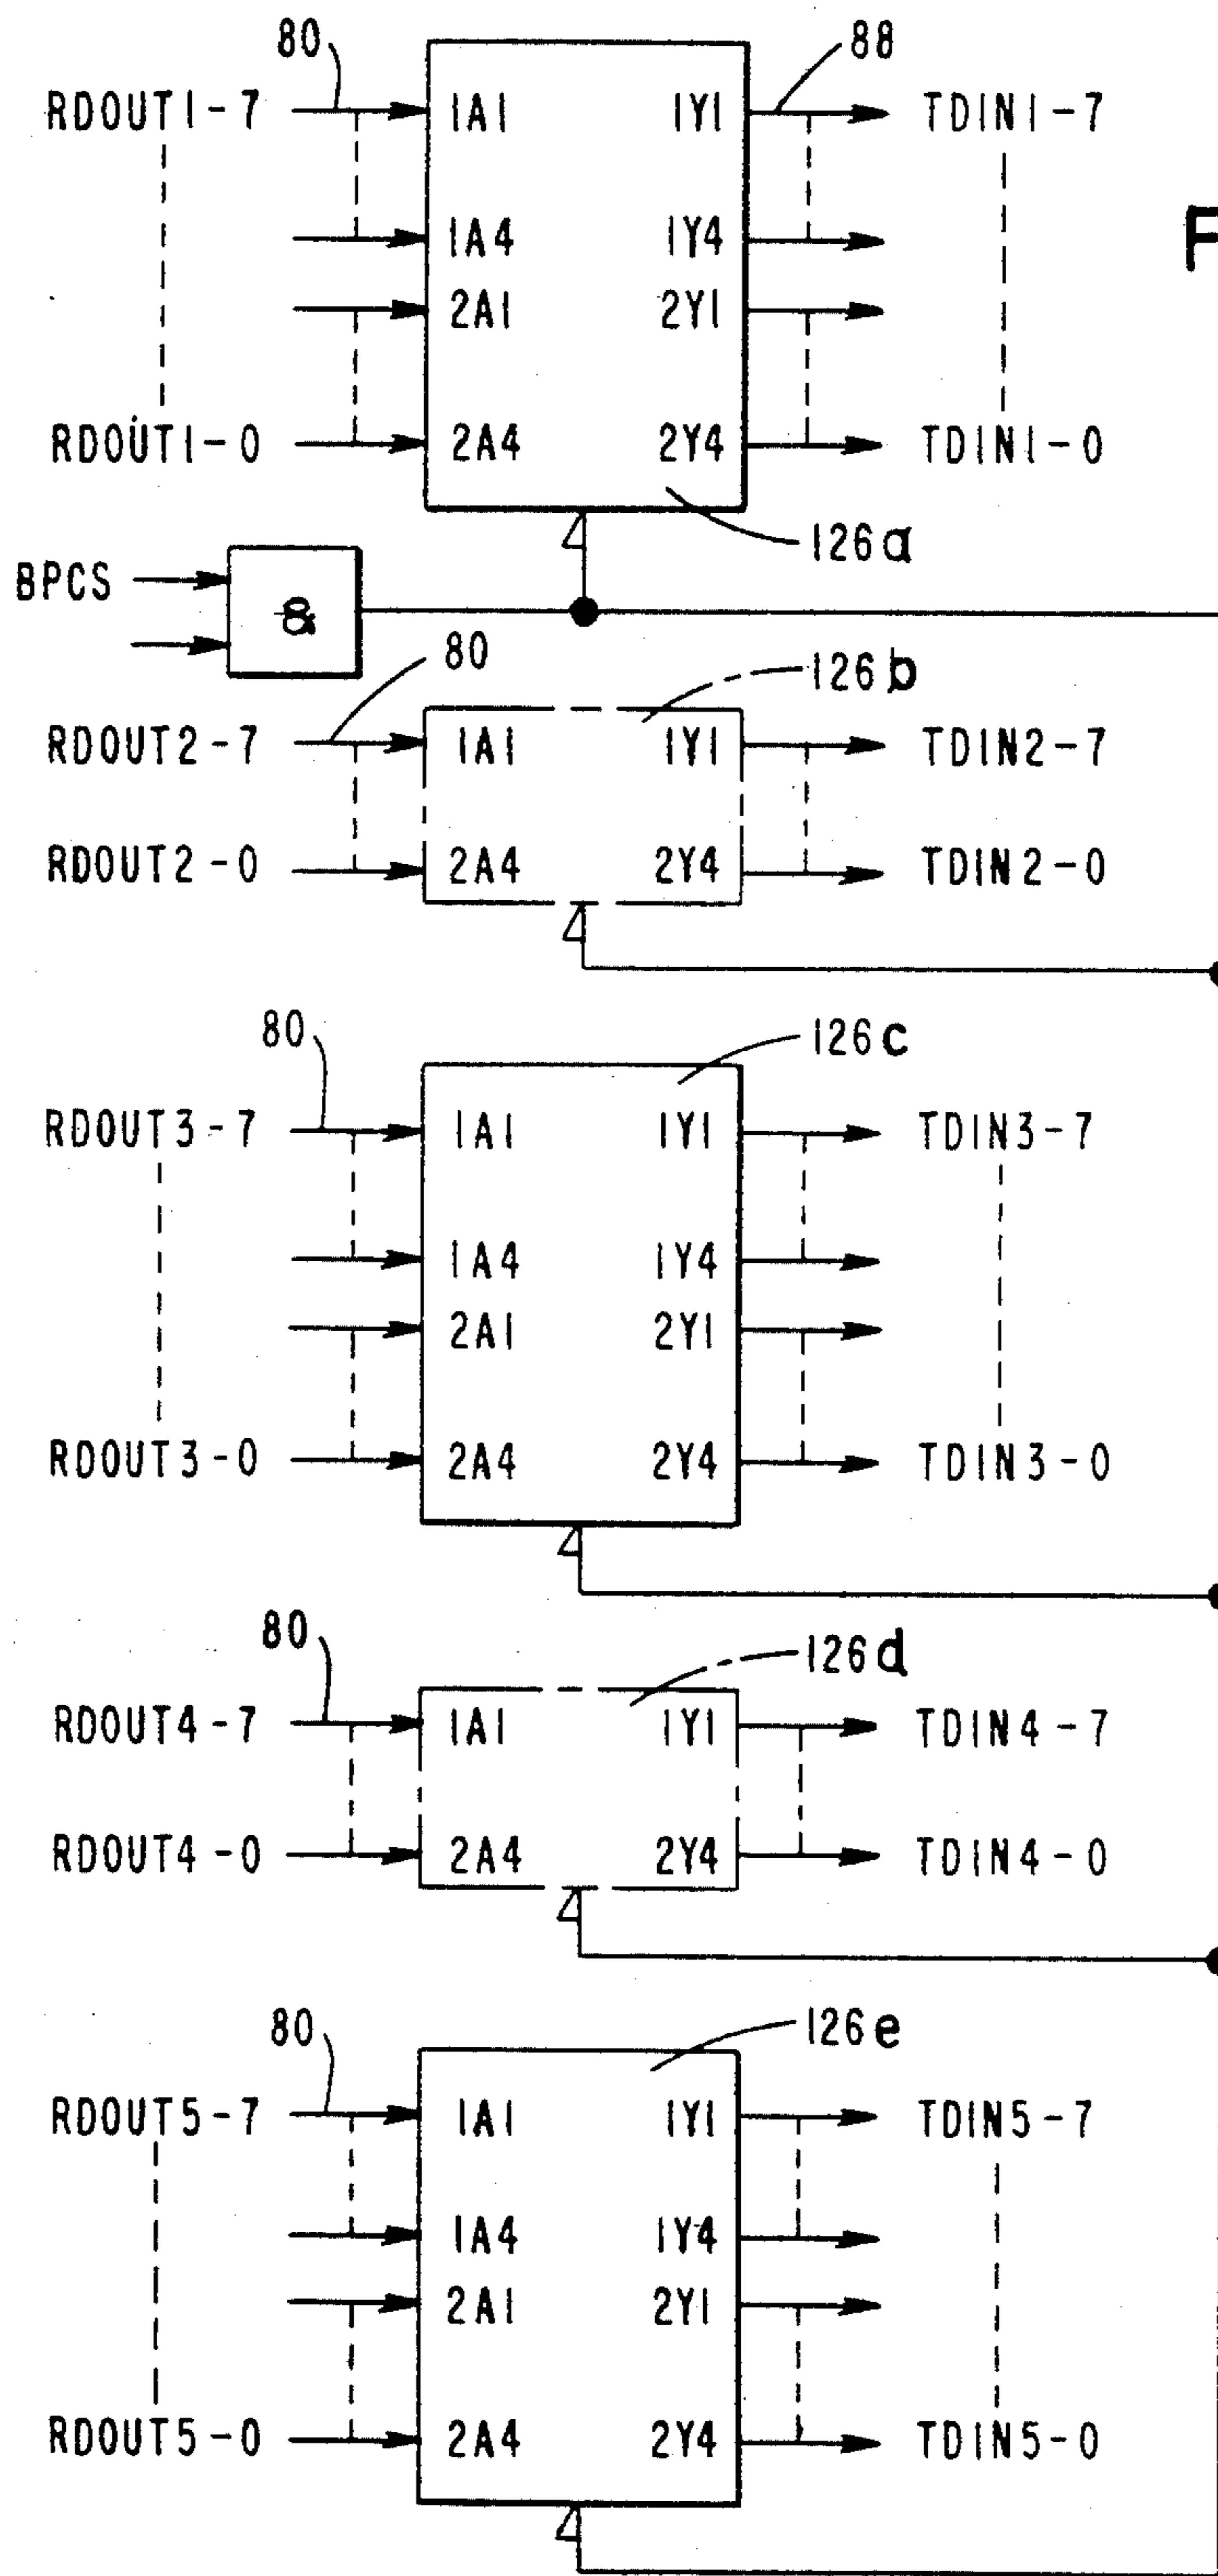 80 88
RDOUT1-7 1A1 1Y1 TDIN1-7
F
1A4 1Y4
2A1 2Y1
RDOUT1-0 2A4 2Y4 TDIN1-0
126a
BPCS &
80 126b
RDOUT2-7 1A1 1Y1 TDIN2-7
RDOUT2-0 2A4 2Y4 TDIN2-0
80 126c
RDOUT3-7 1A1 1Y1 TDIN3-7
1A4 1Y4
2A1 2Y1
RDOUT3-0 2A4 2Y4 TDIN3-0
80 126d
RDOUT4-7 1A1 1Y1 TDIN4-7
RDOUT4-0 2A4 2Y4 TDIN4-0
80 126e
RDOUT5-7 1A1 1Y1 TDIN5-7
1A4 1Y4
2A1 2Y1
RDOUT5-0 2A4 2Y4 TDIN5-0